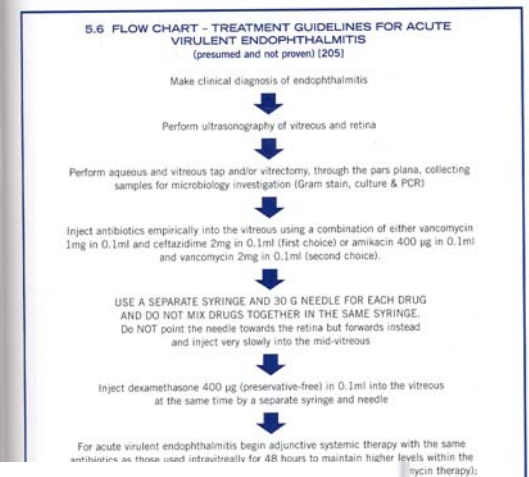 5.6 FLOW CHART – TREATMENT GUIDELINES FOR ACUTE
VIRULENT ENDOPHTHALMITIS
(presumed and not proven) [205]
Make clinical diagnosis of endophthalmitis
Perform ultrasonography of vitreous and retina
Perform aqueous and vitreous tap and/or vitrectomy, through the pars plana, collecting
samples for microbiology investigation (Gram stain, culture & PCR)
Inject antibiotics empirically into the vitreous using a combination of either vancomycin
1mg in 0.1ml and ceftazidime 2mg in 0.1ml (first choice) or amikacin 400 µg in 0.1ml
and vancomycin 2mg in 0.1ml (second choice).
USE A SEPARATE SYRINGE AND 30 G NEEDLE FOR EACH DRUG
AND DO NOT MIX DRUGS TOGETHER IN THE SAME SYRINGE.
Do NOT point the needle towards the retina but forwards instead
and inject very slowly into the mid-vitreous
Inject dexamethasone 400 µg (preservative-free) in 0.1ml into the vitreous
at the same time by a separate syringe and needle
For acute virulent endophthalmitis begin adjunctive systemic therapy with the same
antibiotics as those used intravitreally for 48 hours to maintain higher levels within the
mycin therapy);